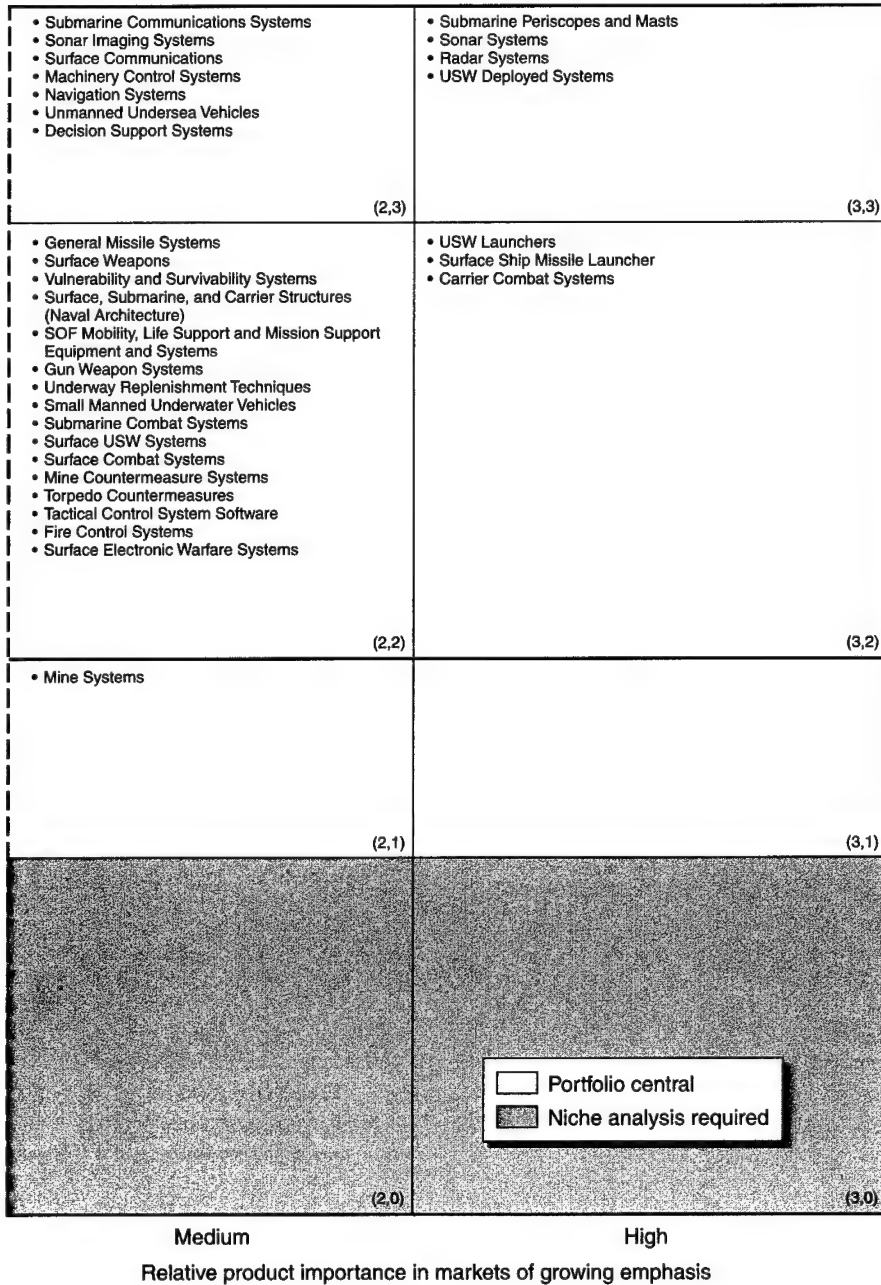 • Submarine Communications Systems
• Sonar Imaging Systems
• Surface Communications
• Machinery Control Systems
• Navigation Systems
• Unmanned Undersea Vehicles
• Decision Support Systems
(2,3)
• Submarine Periscopes and Masts
• Sonar Systems
• Radar Systems
• USW Deployed Systems
(3,3)
• General Missile Systems
• Surface Weapons
• Vulnerability and Survivability Systems
• Surface, Submarine, and Carrier Structures
(Naval Architecture)
• SOF Mobility, Life Support and Mission Support
Equipment and Systems
• Gun Weapon Systems
• Underway Replenishment Techniques
• Small Manned Underwater Vehicles
• Submarine Combat Systems
• Surface USW Systems
• Surface Combat Systems
• Mine Countermeasure Systems
• Torpedo Countermeasures
• Tactical Control System Software
• Fire Control Systems
• Surface Electronic Warfare Systems
(2,2)
• USW Launchers
• Surface Ship Missile Launcher
• Carrier Combat Systems
(3,2)
• Mine Systems
(2,1)
(3,1)
Portfolio central
Niche analysis required
(2,0)
(3,0)
Medium
High
Relative product importance in markets of growing emphasis